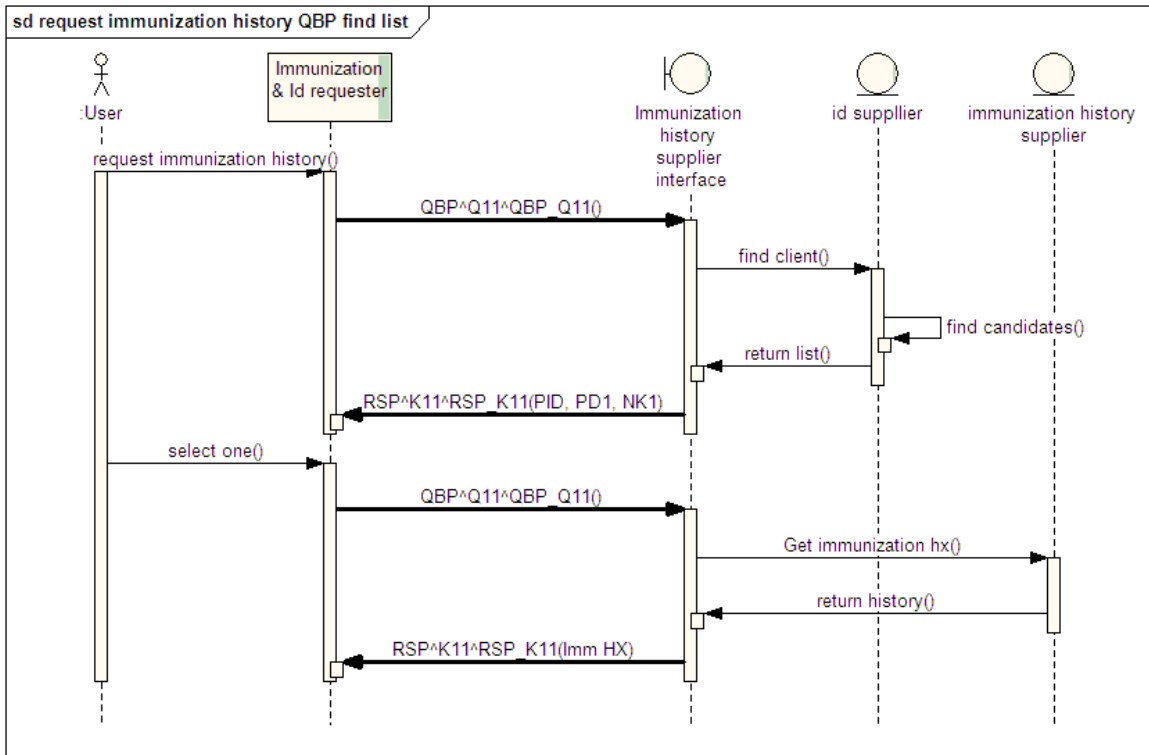 sd request immunization history QBP find list
:User
Immunization
& Id requester
Immunization
history
supplier
interface
id suppllier
immunization history
supplier
request immunization history()
QBP^Q11^QBP_Q11()
find client()
find candidates()
return list()
RSP^K11^RSP_K11(PID, PD1, NK1)
select one()
QBP^Q11^QBP_Q11()
Get immunization hx()
return history()
RSP^K11^RSP_K11(Imm HX)